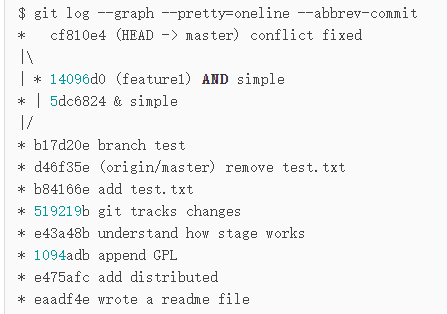 $ git log --graph --pretty=oneline --abbrev-commit
*   cf810e4 (HEAD -> master) conflict fixed
|\
| * 14096d0 (feature1) AND simple
* | 5dc6824 & simple
|/
* b17d20e branch test
* d46f35e (origin/master) remove test.txt
* b84166e add test.txt
* 519219b git tracks changes
* e43a48b understand how stage works
* 1094adb append GPL
* e475afc add distributed
* eaadf4e wrote a readme file